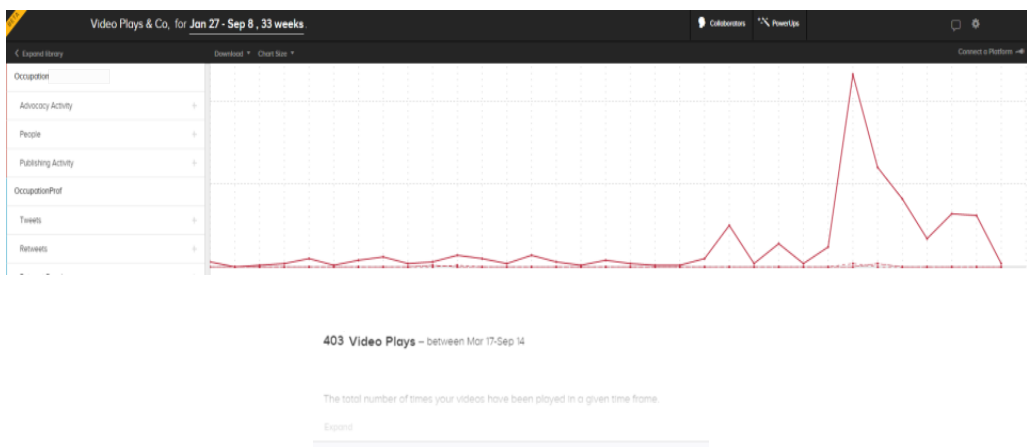 BETA
Video Plays & Co, for Jan 27 - Sep 8 , 33 weeks.
Collaborators PowerUps
Expand library
Download Chart Size
Connect a Platform
Occupation
Advocacy Activity +
People +
Publishing Activity +
OccupationProf
Tweets +
Retweets +
403 Video Plays – between Mar 17-Sep 14
The total number of times your videos have been played in a given time frame.
Expand